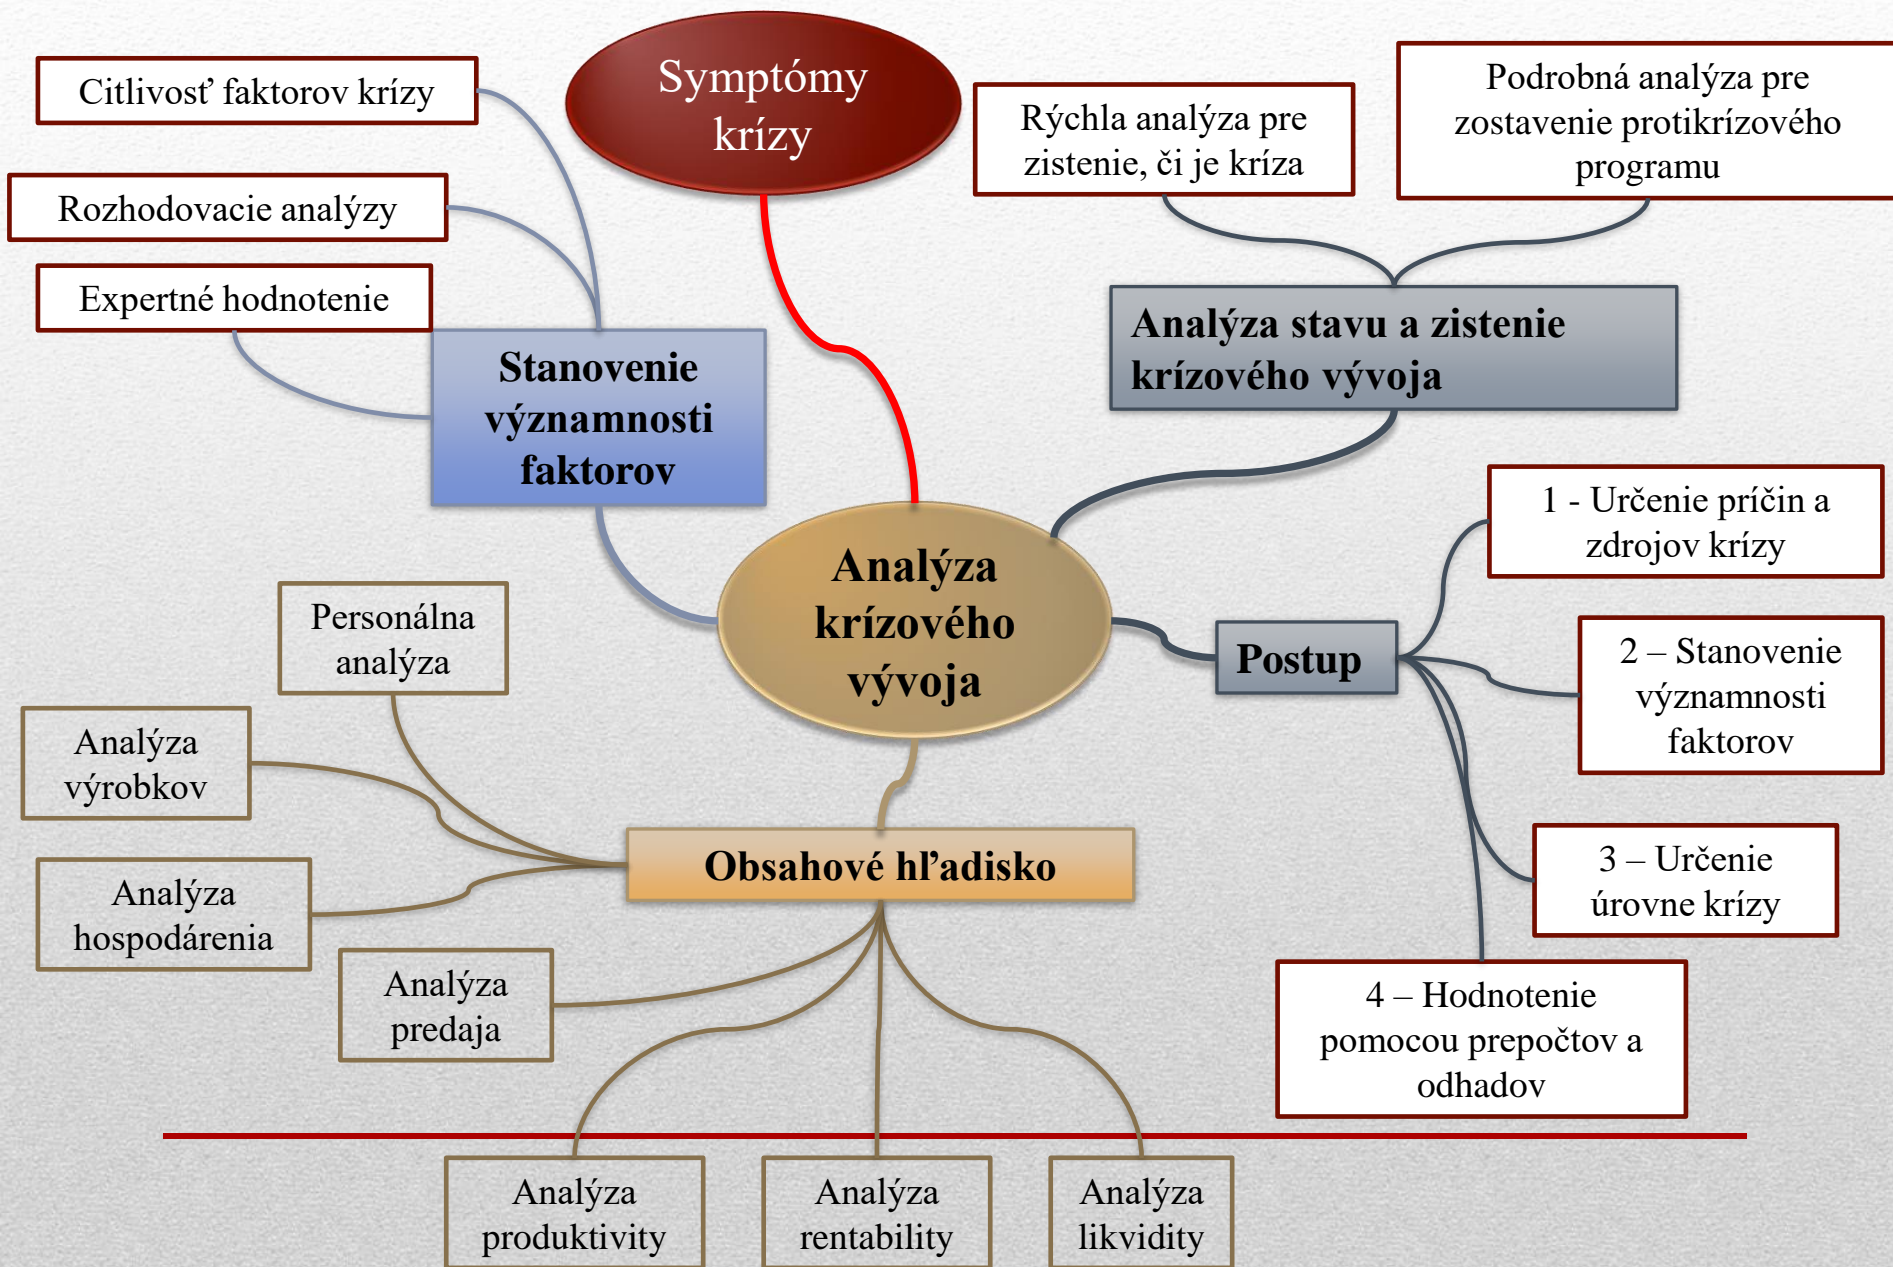 Symptómy
krízy
Citlivosť faktorov krízy
Rozhodovacie analýzy
Expertné hodnotenie
Stanovenie
významnosti
faktorov
Rýchla analýza pre
zistenie, či je kríza
Podrobná analýza pre
zostavenie protikrízového
programu
Analýza stavu a zistenie
krízového vývoja
Analýza
krízového
vývoja
Postup
1 - Určenie príčin a
zdrojov krízy
2 – Stanovenie
významnosti
faktorov
3 – Určenie
úrovne krízy
4 – Hodnotenie
pomocou prepočtov a
odhadov
Personálna
analýza
Analýza
výrobkov
Analýza
hospodárenia
Obsahové hľadisko
Analýza
predaja
Analýza
produktivity
Analýza
rentability
Analýza
likvidity